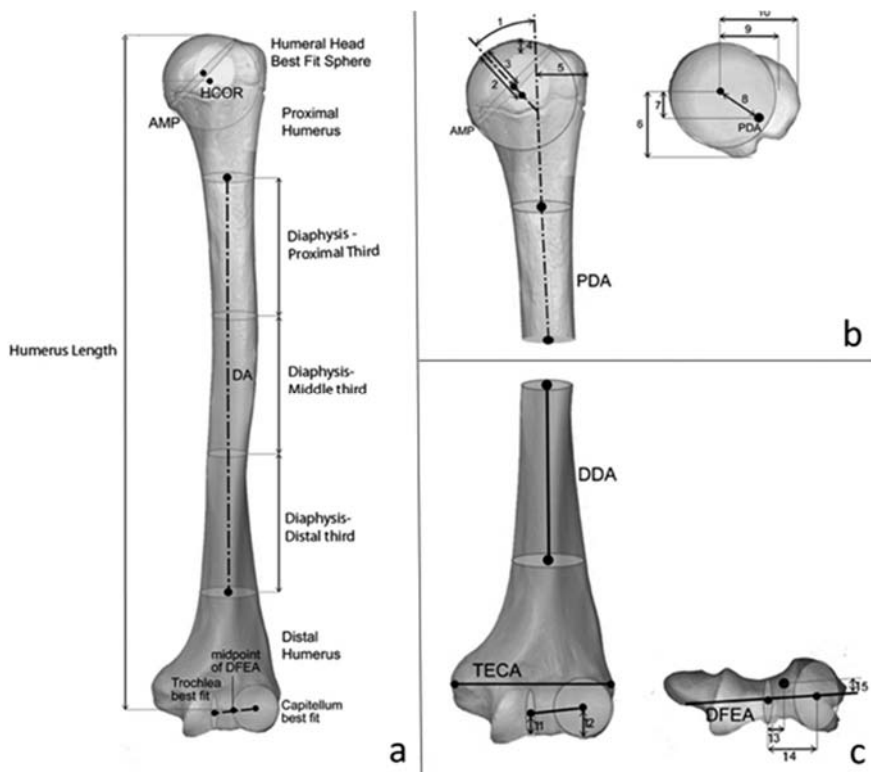 Humeral Head
Best Fit Sphere
HCOR
AMP
Proximal
Humerus
Diaphysis -
Proximal Third
Humerus Length
DA
Diaphysis-
Middle third
Diaphysis-
Distal third
Distal
Humerus
midpoint
of DFEA
Trochlea
best fit
Capitellum
best fit
a
1
4
3
2
5
AMP
PDA
10
9
8
7
6
PDA
b
DDA
TECA
11
12
DFEA
15
13
14
c